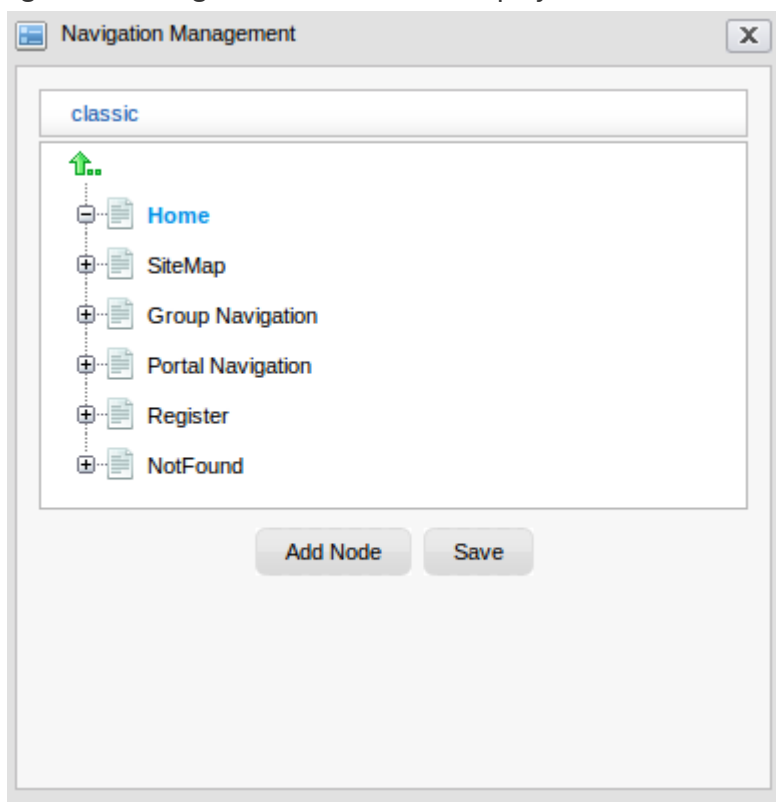 Navigation Management
classic
Home
SiteMap
Group Navigation
Portal Navigation
Register
NotFound
Add Node
Save